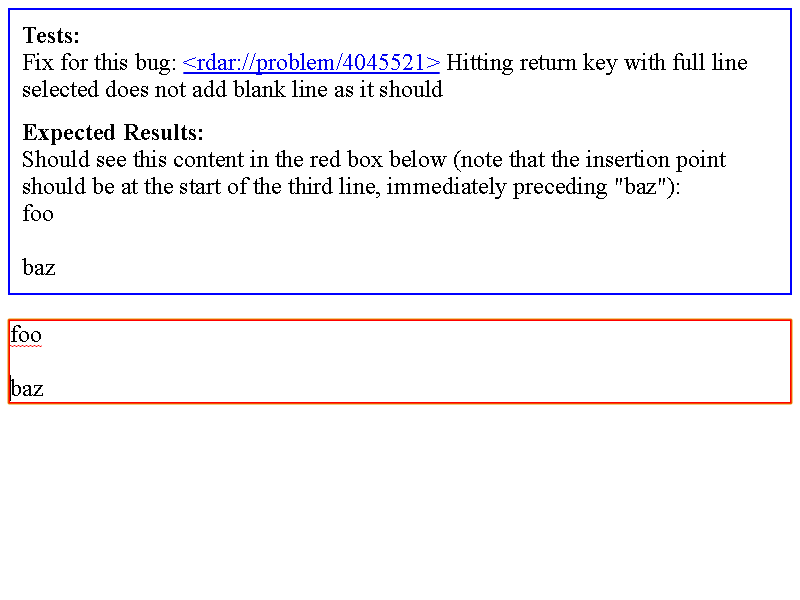 Tests:
Fix for this bug: <rdar://problem/4045521> Hitting return key with full line
selected does not add blank line as it should
Expected Results:
Should see this content in the red box below (note that the insertion point
should be at the start of the third line, immediately preceding "baz"):
foo
baz
foo
baz